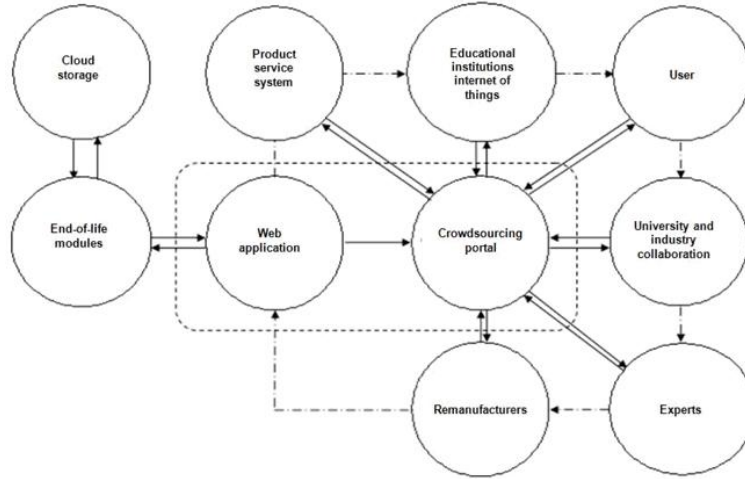 Cloud
storage
Product
service
system
Educational
institutions
internet of
things
User
End-of-life
modules
Web
application
Crowdsourcing
portal
University and
industry
collaboration
Remanufacturers
Experts